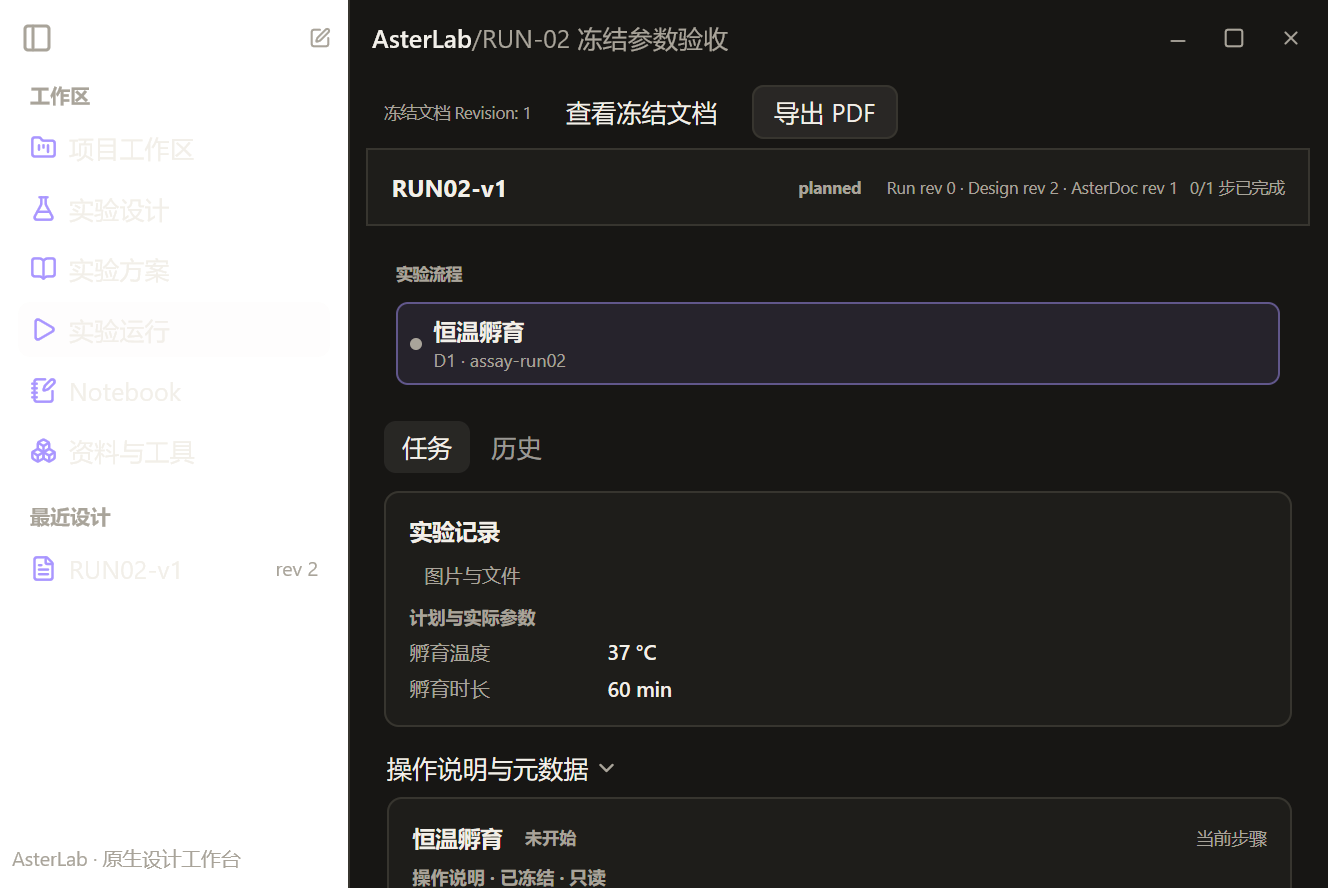 工作区
项目工作区
实验设计
实验方案
实验运行
Notebook
资料与工具
最近设计
RUN02-v1 rev 2
AsterLab · 原生设计工作台
AsterLab/RUN-02 冻结参数验收
冻结文档 Revision: 1 查看冻结文档 导出 PDF
RUN02-v1 planned Run rev 0 · Design rev 2 · AsterDoc rev 1 0/1 步已完成
实验流程
恒温孵育
D1 · assay-run02
任务 历史
实验记录
图片与文件
计划与实际参数
孵育温度 37 °C
孵育时长 60 min
操作说明与元数据
恒温孵育 未开始 当前步骤
操作说明 · 已冻结 · 只读